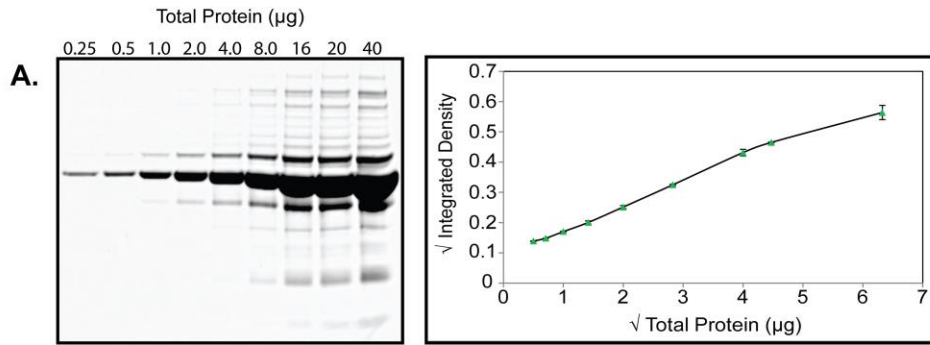 Total Protein (µg)
0.25 0.5 1.0 2.0 4.0 8.0 16 20 40
A.
0.7
0.6
0.5
0.4
0.3
0.2
0.1
0
√ Integrated Density
0 1 2 3 4 5 6 7
√ Total Protein (µg)